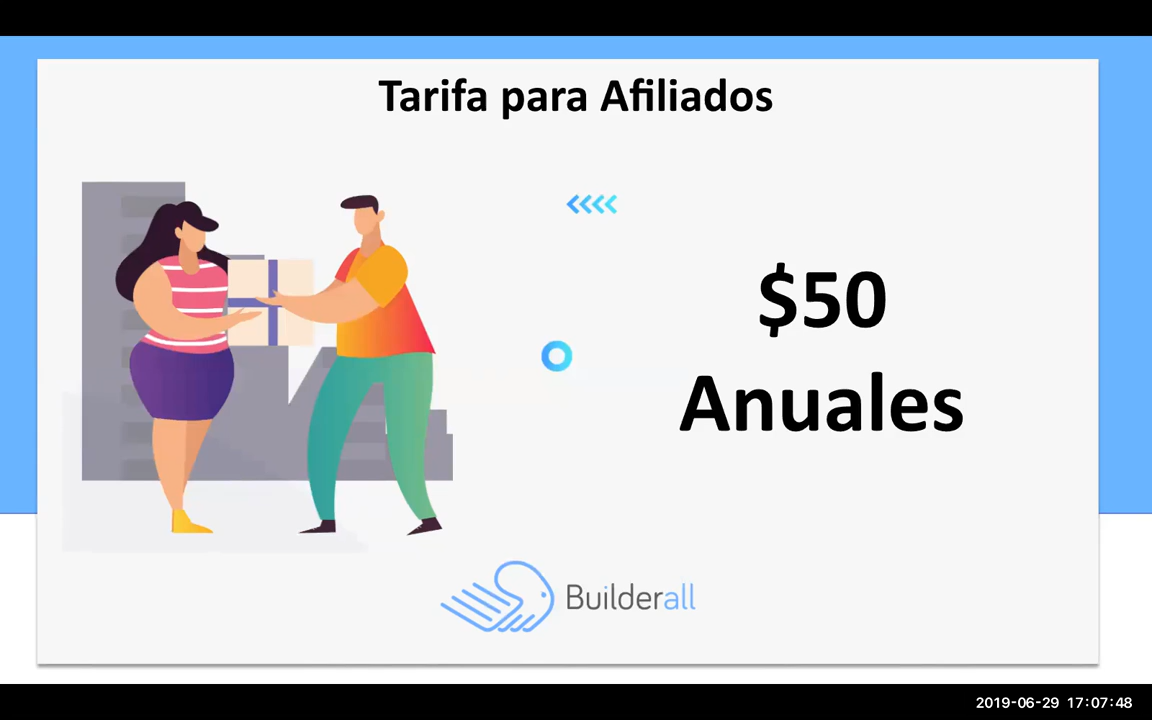 Tarifa para Afiliados
$50
Anuales
Builderall
2019-06-29 17:07:48